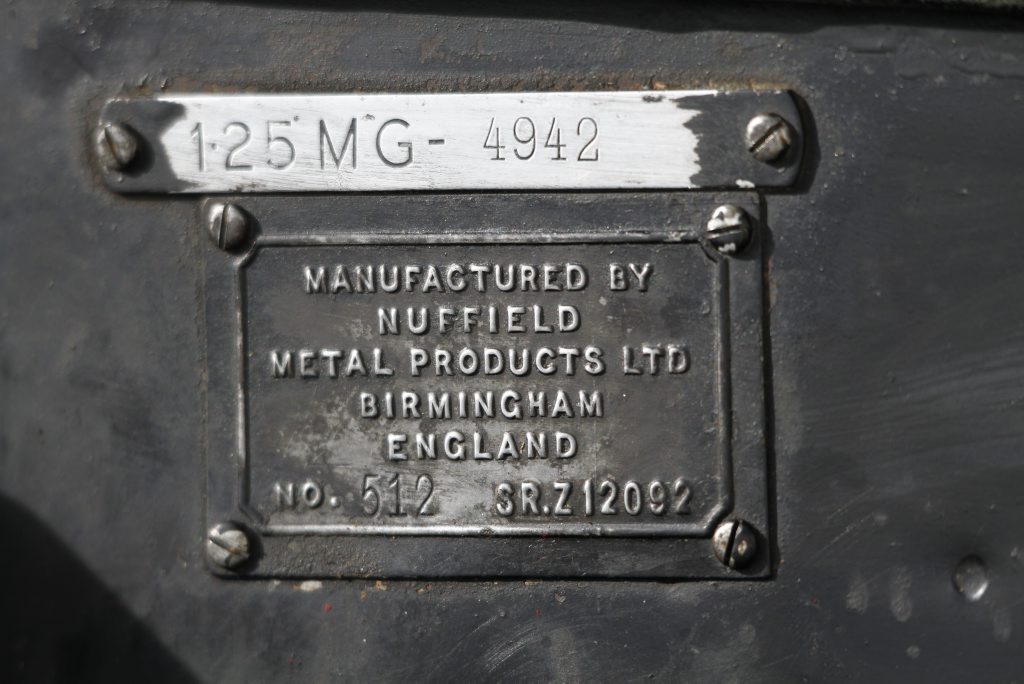 1·25 MG- 4942
MANUFACTURED BY
NUFFIELD
METAL PRODUCTS LTD
BIRMINGHAM
ENGLAND
NO. 512 SR.Z12092